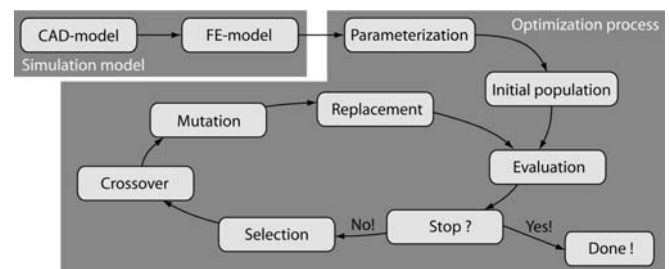 Optimization process
CAD-model
FE-model
Parameterization
Simulation model
Initial population
Mutation
Replacement
Evaluation
Crossover
Selection
No!
Stop ?
Yes!
Done !